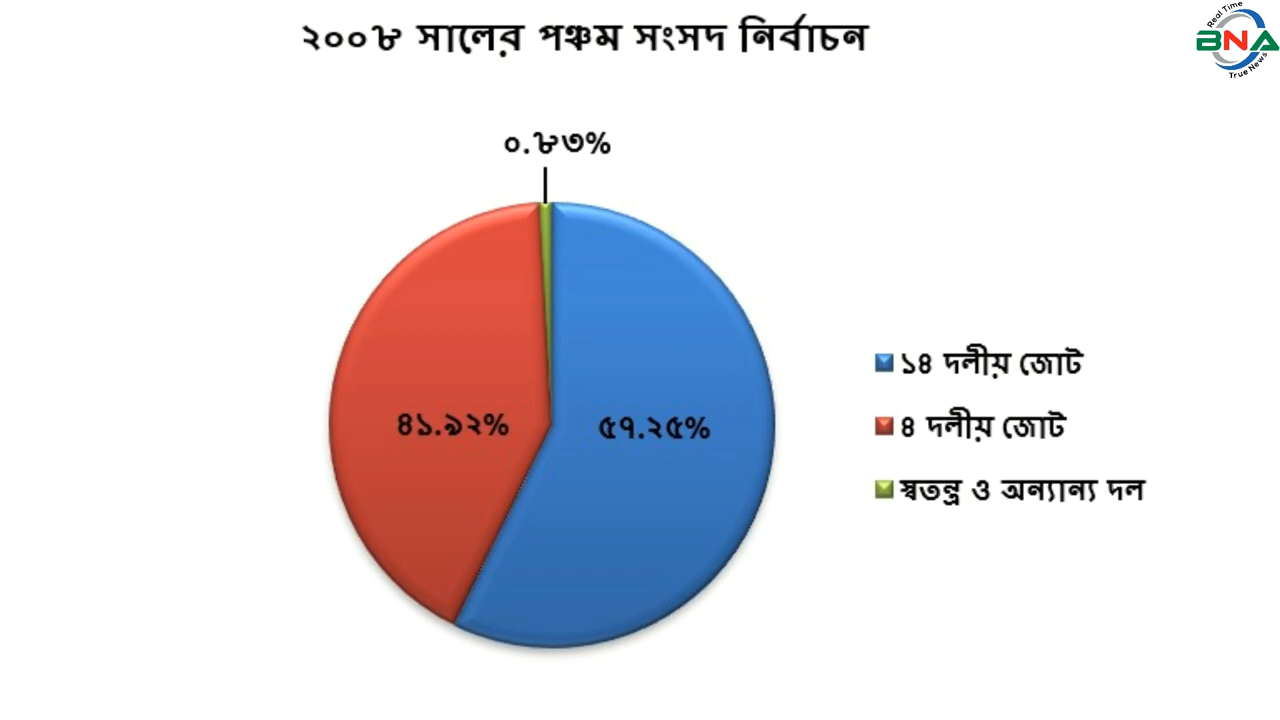 ২০০৮ সালের পঞ্চম সংসদ নির্বাচন
Real Time
BNA
True News
০.৮৩%
৪১.৯২%
৫৭.২৫%
১৪ দলীয় জোট
৪ দলীয় জোট
স্বতন্ত্র ও অন্যান্য দল